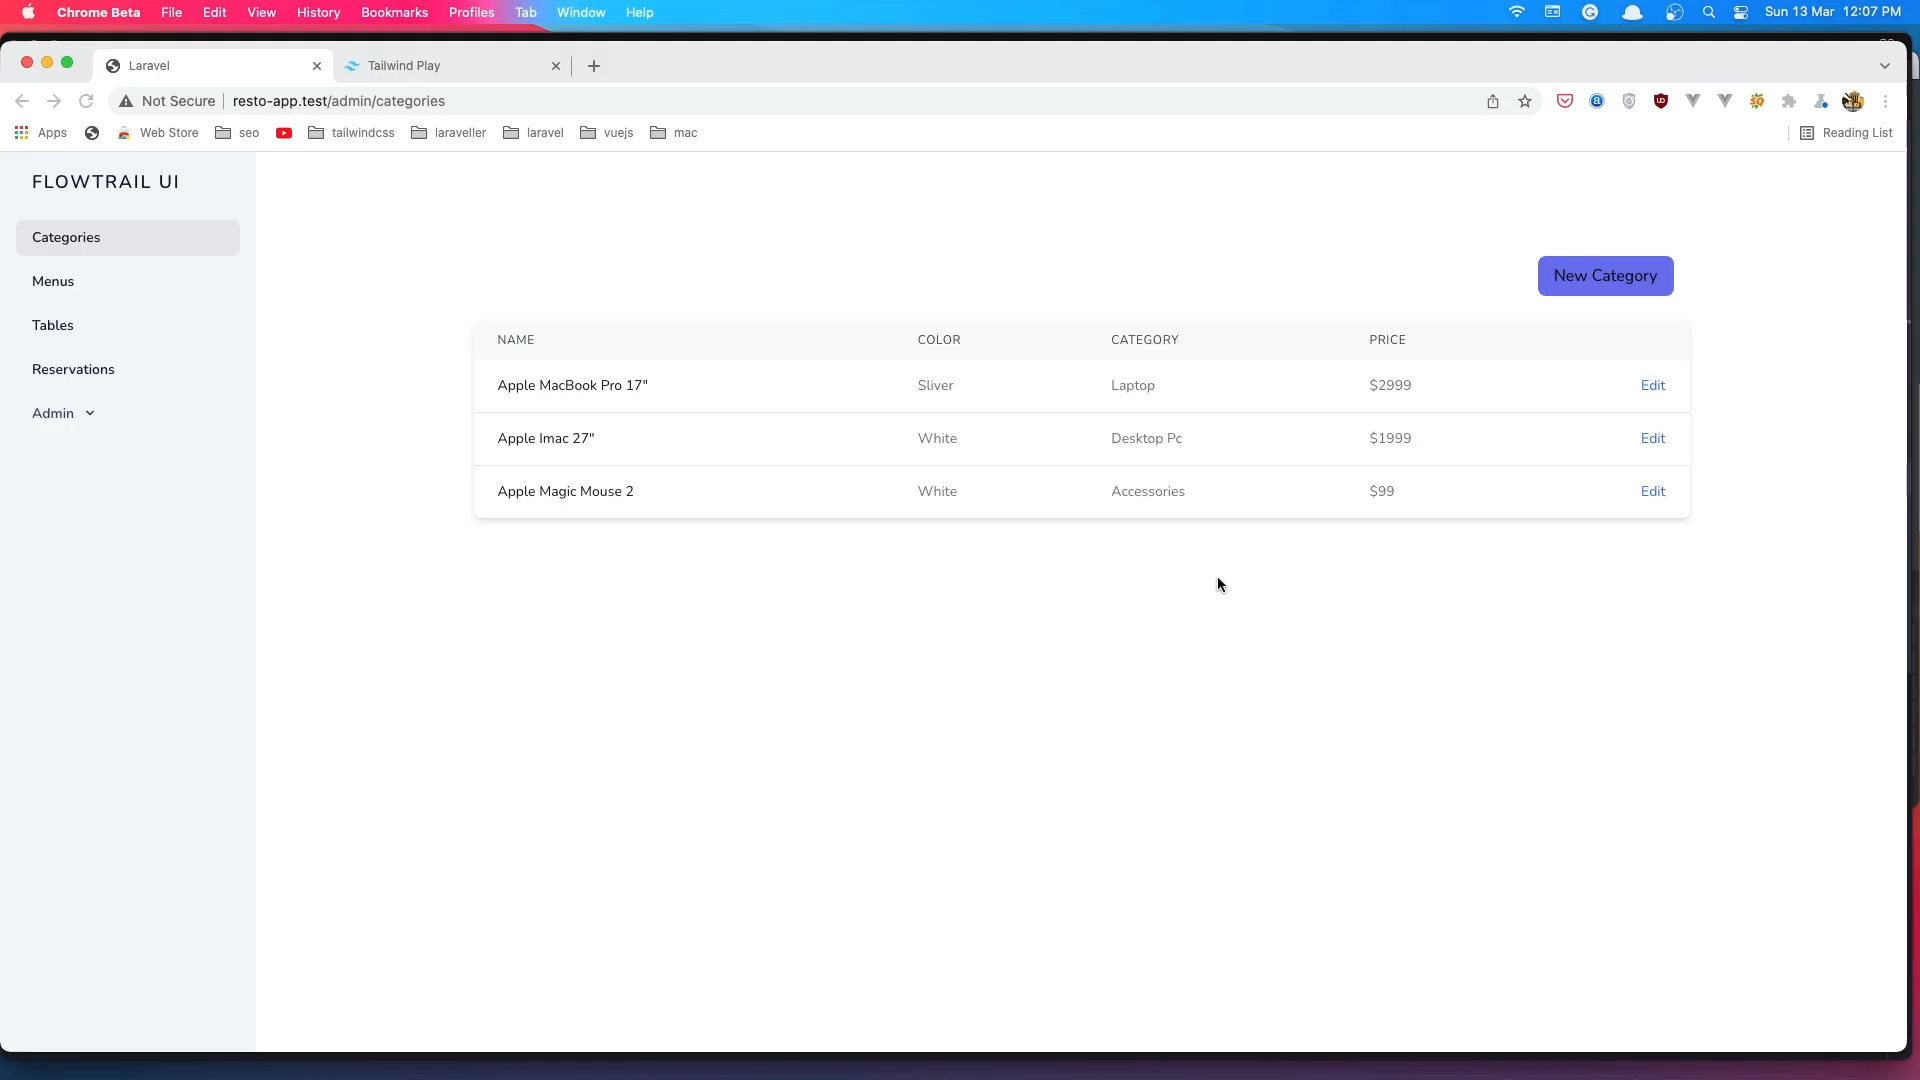 Chrome Beta File Edit View History Bookmarks Profiles Tab Window Help Sun 13 Mar 12:07 PM
Laravel Tailwind Play
Not Secure resto-app.test/admin/categories
Apps Web Store seo tailwindcss laraveller laravel vuejs mac Reading List
FLOWTRAIL UI
Categories
Menus
Tables
Reservations
Admin
New Category
NAME COLOR CATEGORY PRICE
Apple MacBook Pro 17" Sliver Laptop $2999 Edit
Apple Imac 27" White Desktop Pc $1999 Edit
Apple Magic Mouse 2 White Accessories $99 Edit